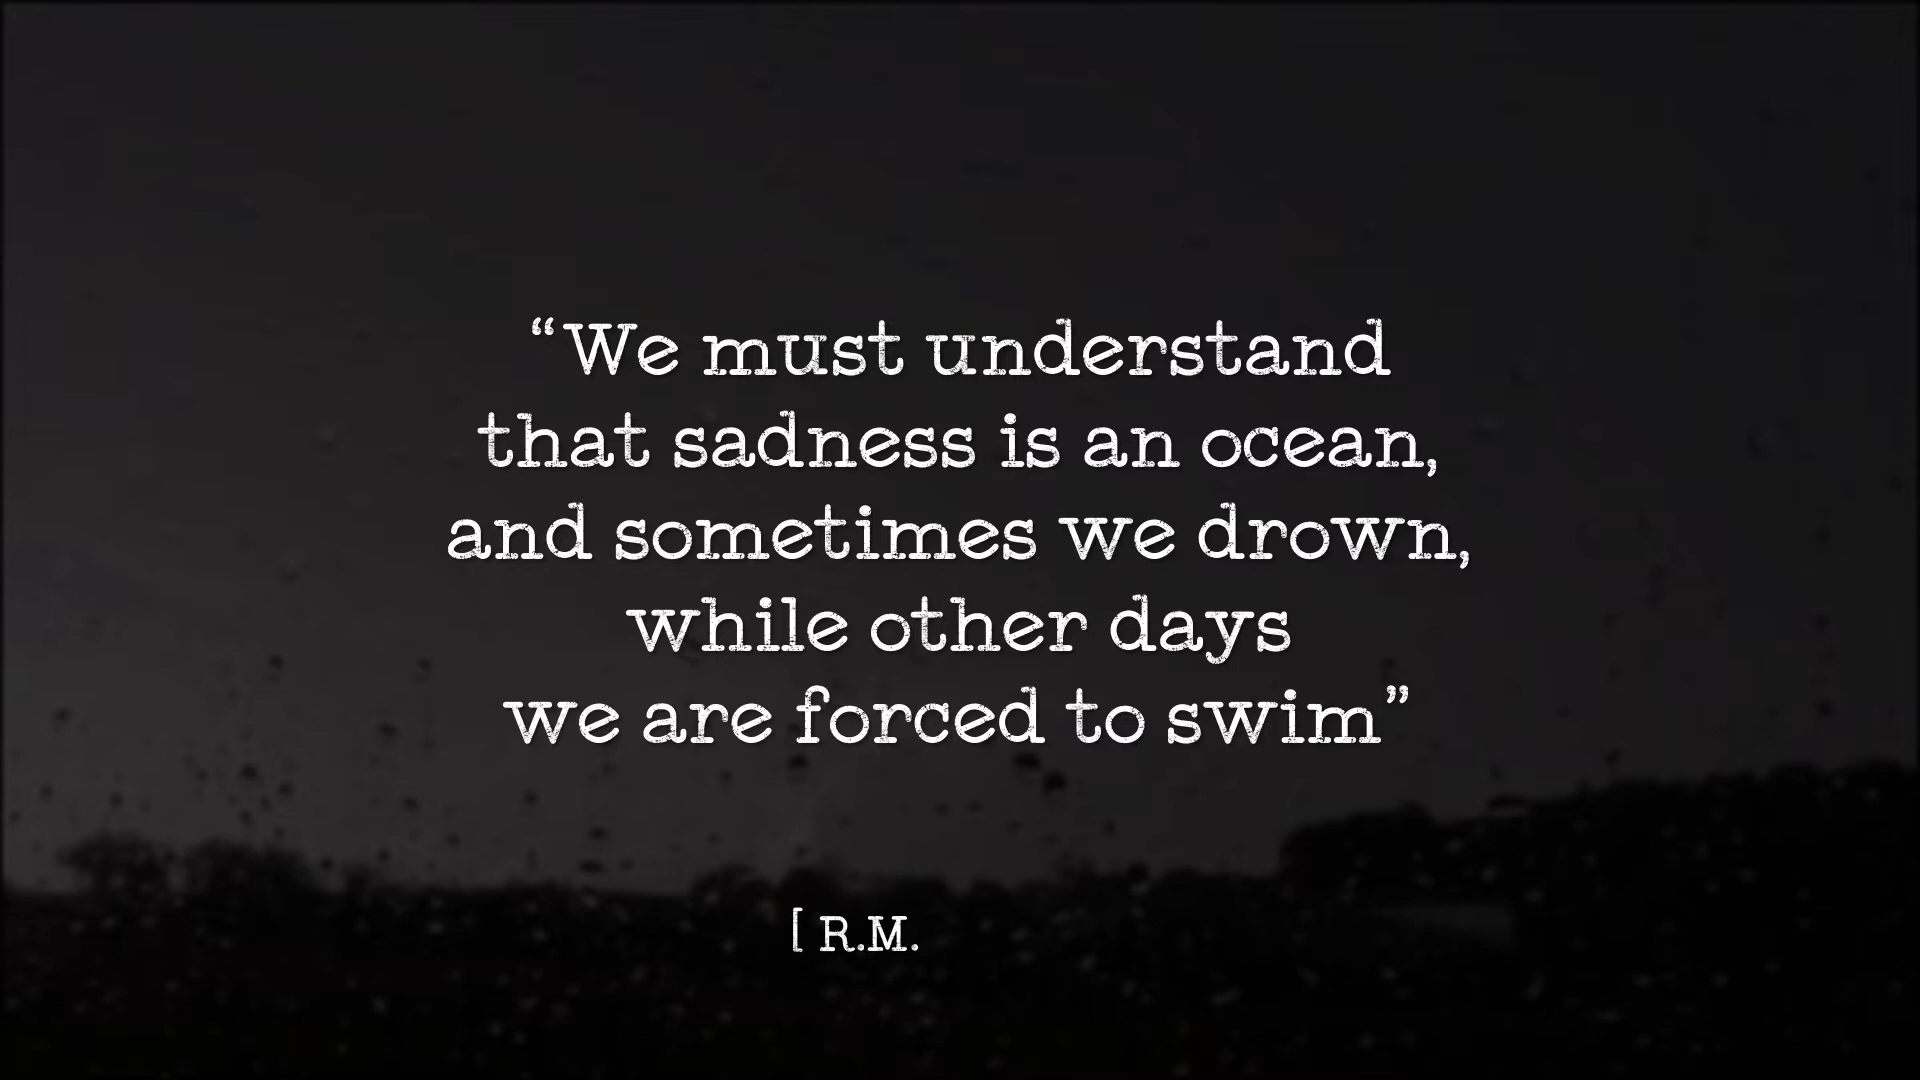 “We must understand
that sadness is an ocean,
and sometimes we drown,
while other days
we are forced to swim”
[ R.M.